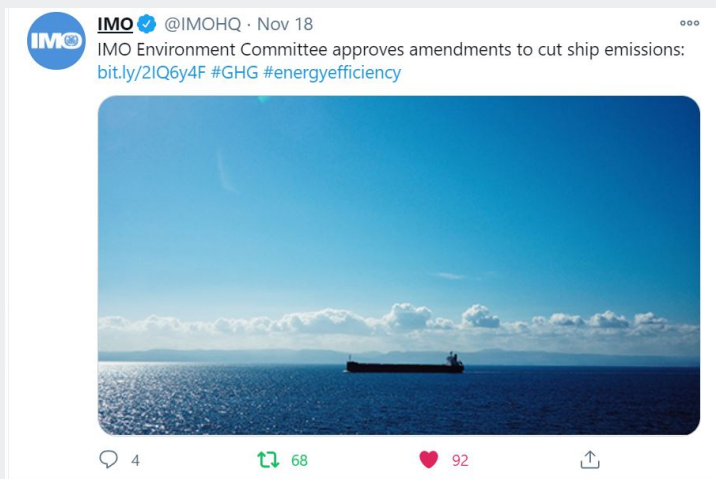 IMO @IMOHQ · Nov 18
IMO
IMO Environment Committee approves amendments to cut ship emissions:
bit.ly/2IQ6y4F #GHG #energyefficiency
4 68 92